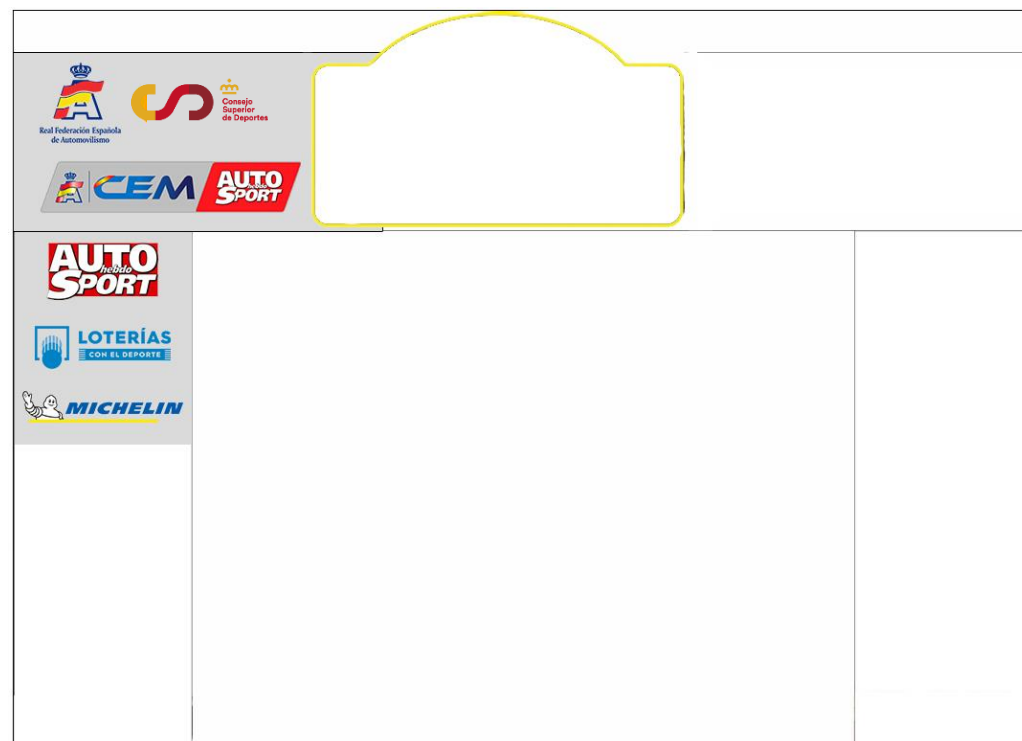 Real Federación Española
de Automovilismo
Consejo
Superior
de Deportes
CEM
AUTO
hebdo
SPORT
AUTO
hebdo
SPORT
LOTERÍAS
CON EL DEPORTE
MICHELIN